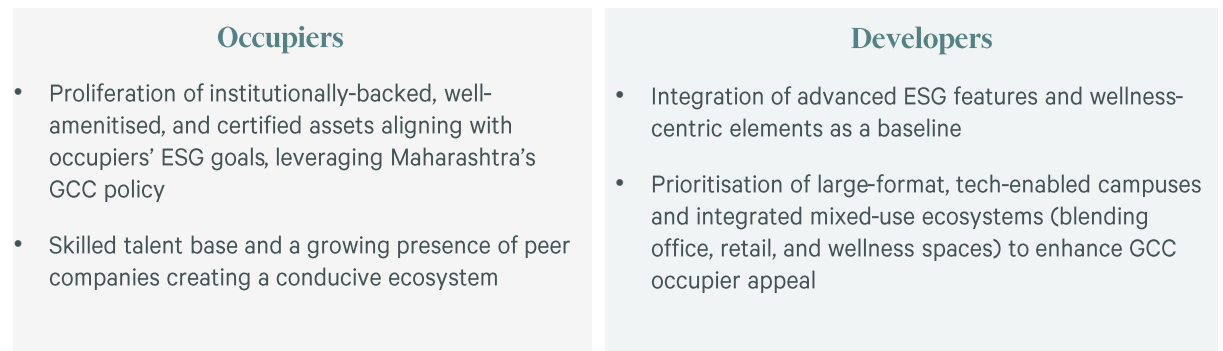 Occupiers
• Proliferation of institutionally-backed, well-
amenitised, and certified assets aligning with
occupiers’ ESG goals, leveraging Maharashtra’s
GCC policy
• Skilled talent base and a growing presence of peer
companies creating a conducive ecosystem
Developers
• Integration of advanced ESG features and wellness-
centric elements as a baseline
• Prioritisation of large-format, tech-enabled campuses
and integrated mixed-use ecosystems (blending
office, retail, and wellness spaces) to enhance GCC
occupier appeal